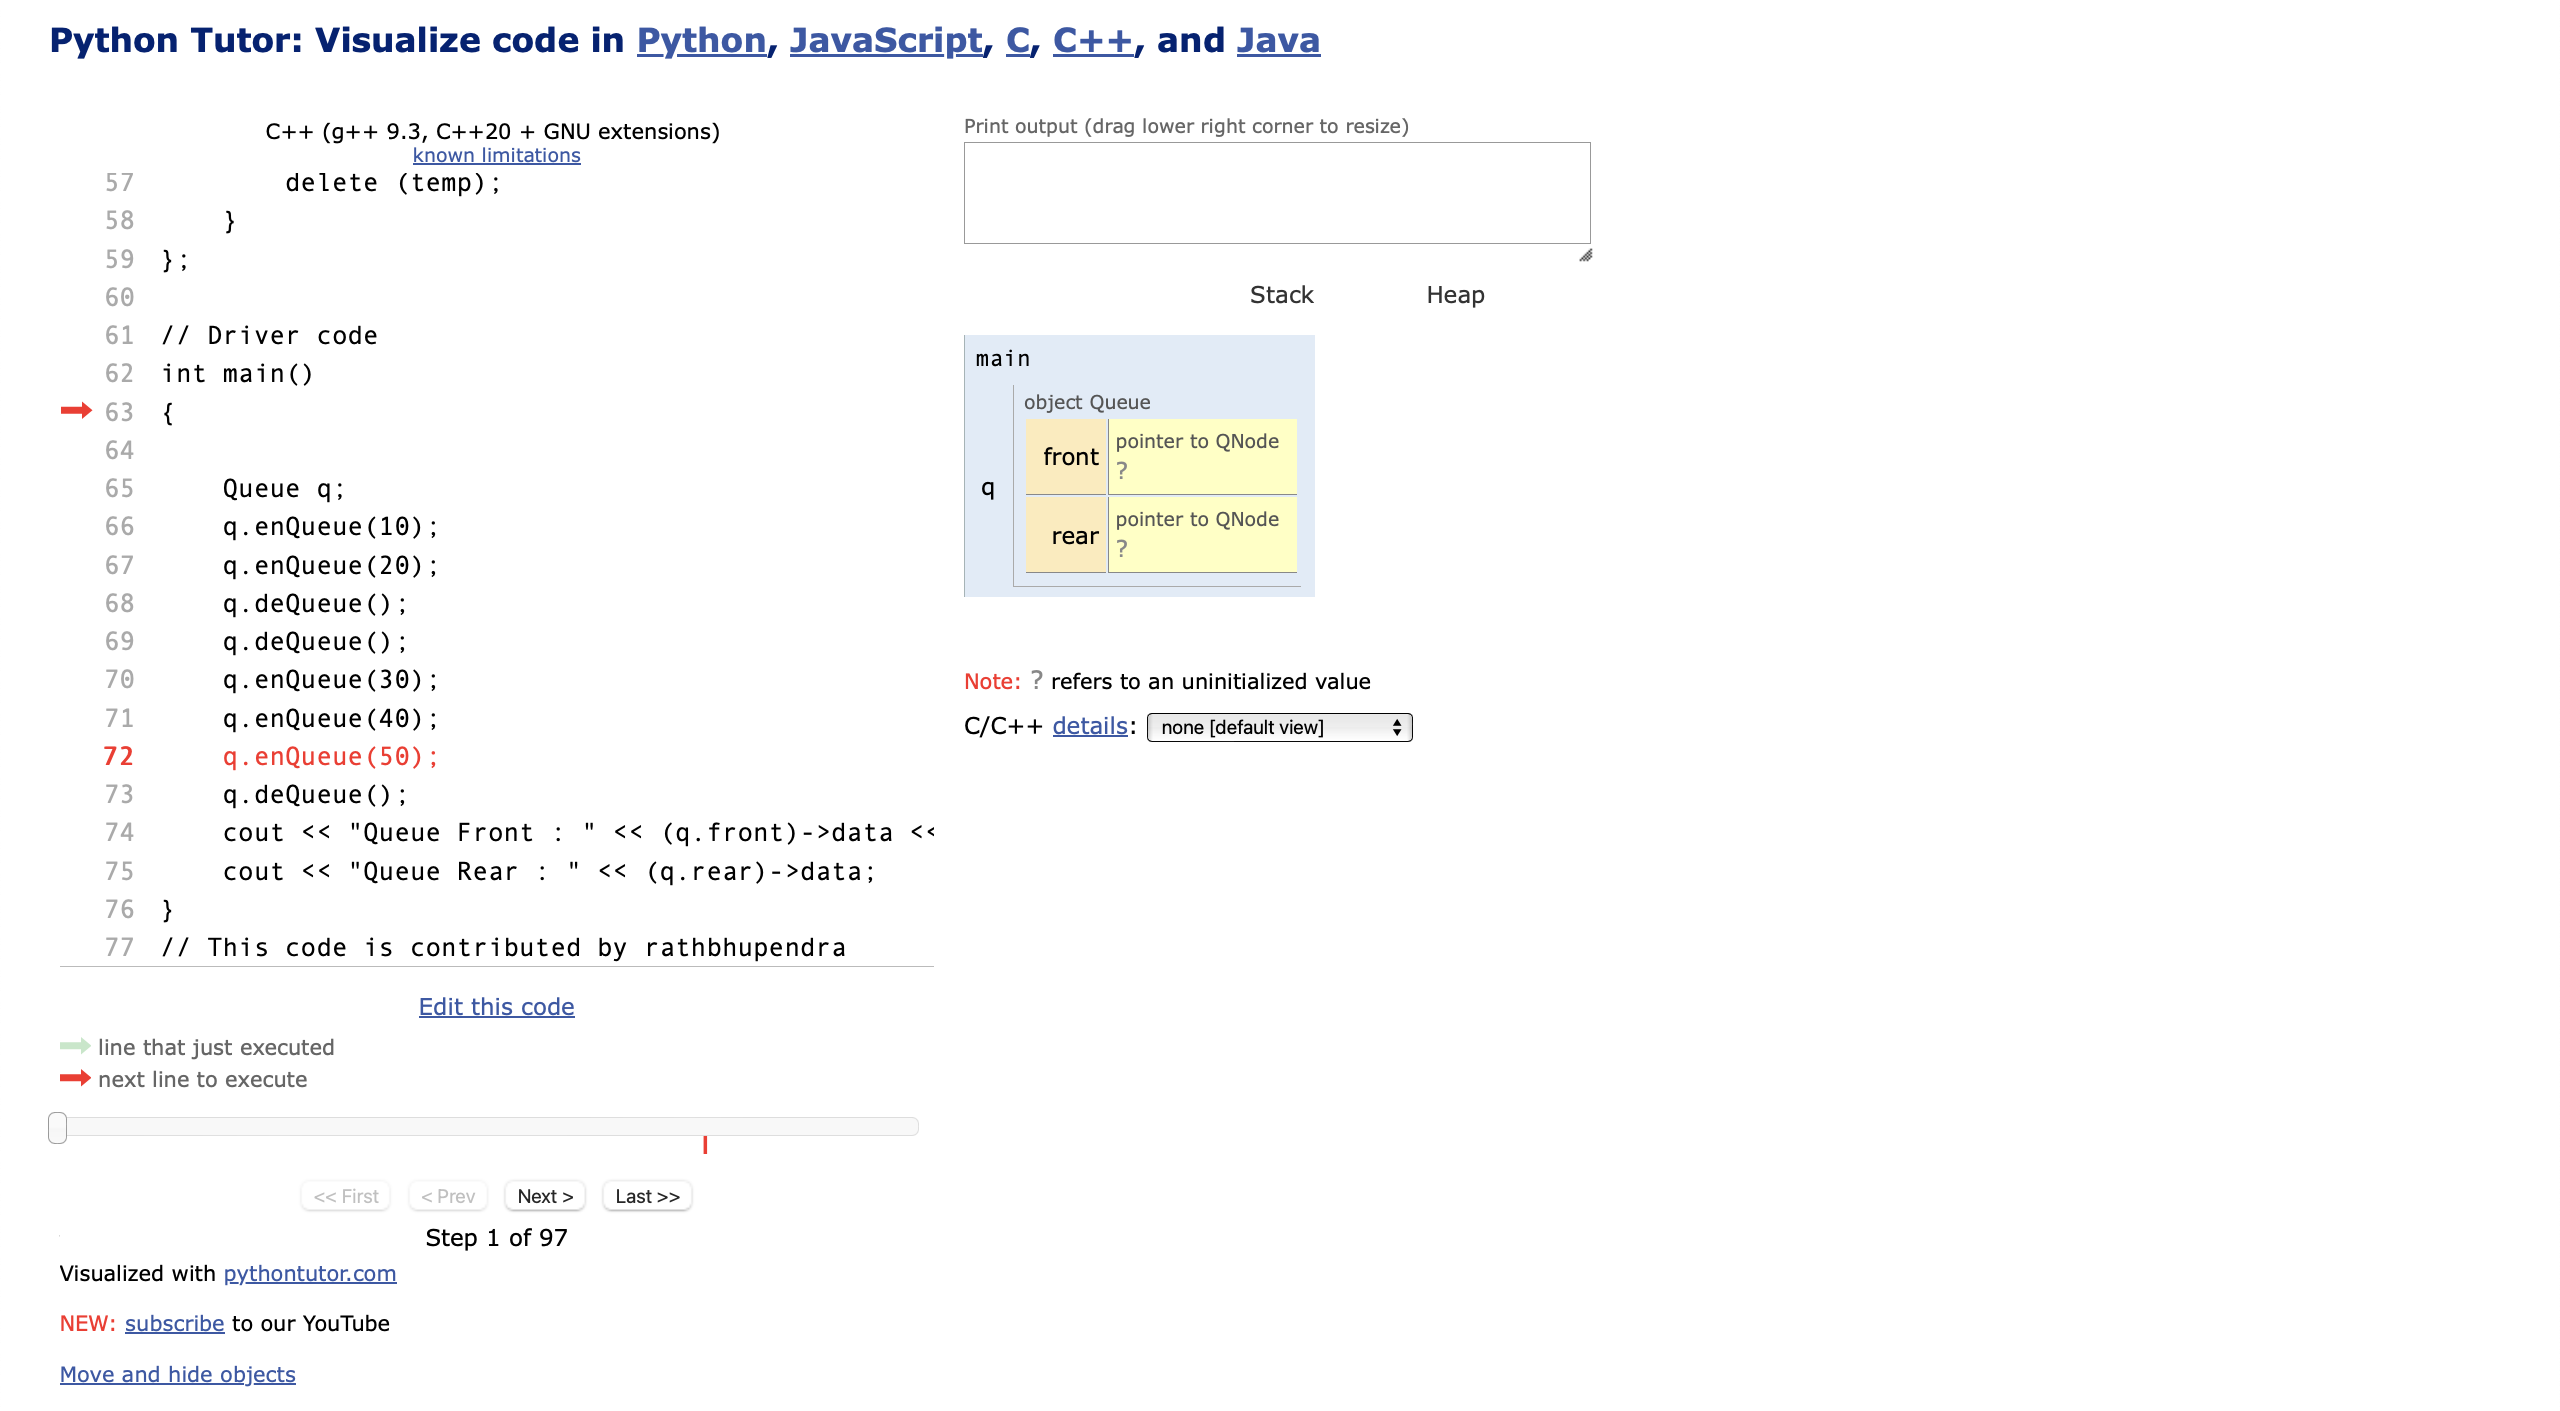 Python Tutor: Visualize code in Python, JavaScript, C, C++, and Java
C++ (g++ 9.3, C++20 + GNU extensions)
known limitations
57 delete (temp);
58 }
59 };
60
61 // Driver code
62 int main()
63 {
64
65 Queue q;
66 q.enQueue(10);
67 q.enQueue(20);
68 q.deQueue();
69 q.deQueue();
70 q.enQueue(30);
71 q.enQueue(40);
72 q.enQueue(50);
73 q.deQueue();
74 cout << "Queue Front : " << (q.front)->data <<
75 cout << "Queue Rear : " << (q.rear)->data;
76 }
77 // This code is contributed by rathbhupendra
Edit this code
line that just executed
next line to execute
<< First < Prev Next > Last >>
Step 1 of 97
Visualized with pythontutor.com
NEW: subscribe to our YouTube
Move and hide objects
Print output (drag lower right corner to resize)
Stack Heap
main
object Queue
q
front pointer to QNode
?
rear pointer to QNode
?
Note: ? refers to an uninitialized value
C/C++ details: none [default view]